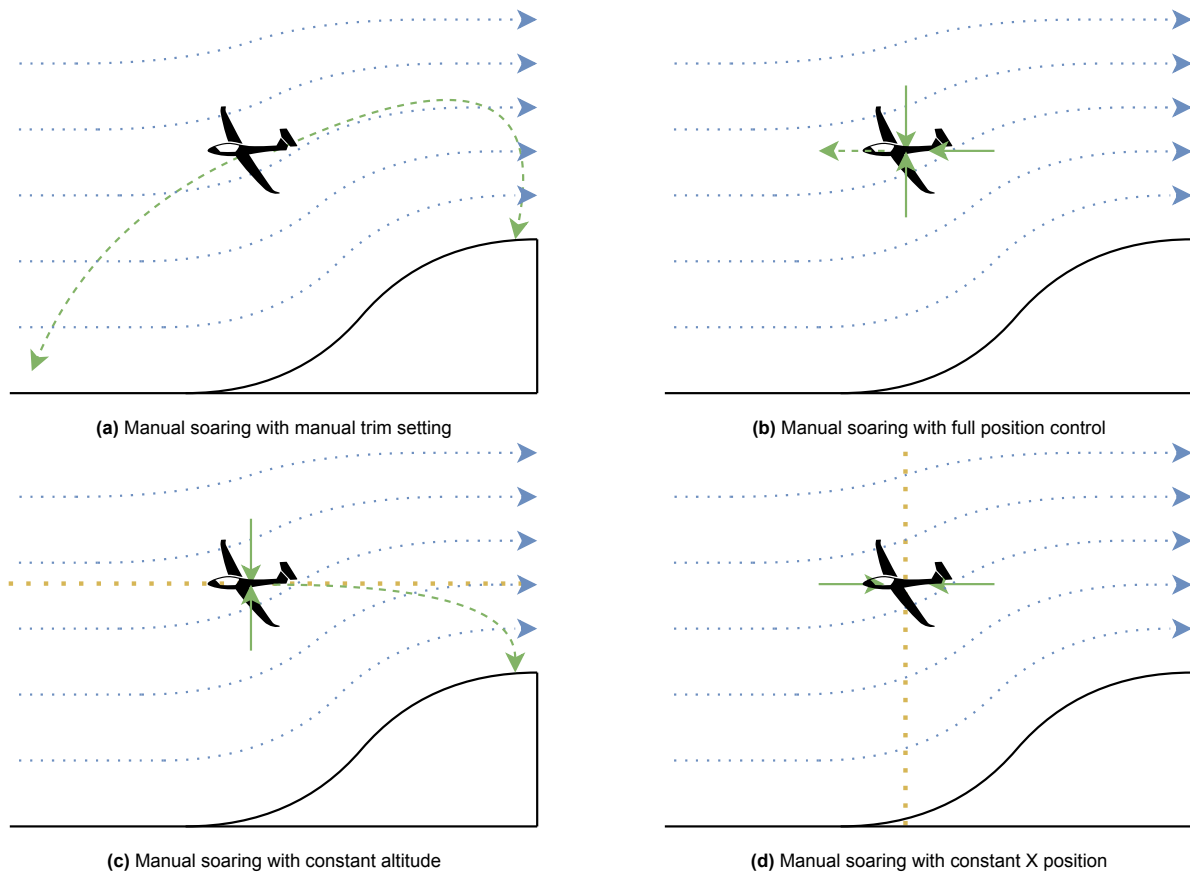 (a) Manual soaring with manual trim setting
(b) Manual soaring with full position control
(c) Manual soaring with constant altitude
(d) Manual soaring with constant X position